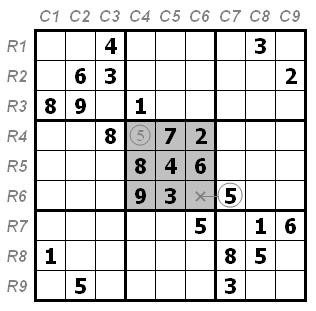 C1 C2 C3 C4 C5 C6 C7 C8 C9
R1 4 3
R2 6 3 2
R3 8 9 1
R4 8 5 7 2
R5 8 4 6
R6 9 3 × 5
R7 5 1 6
R8 1 8 5
R9 5 3